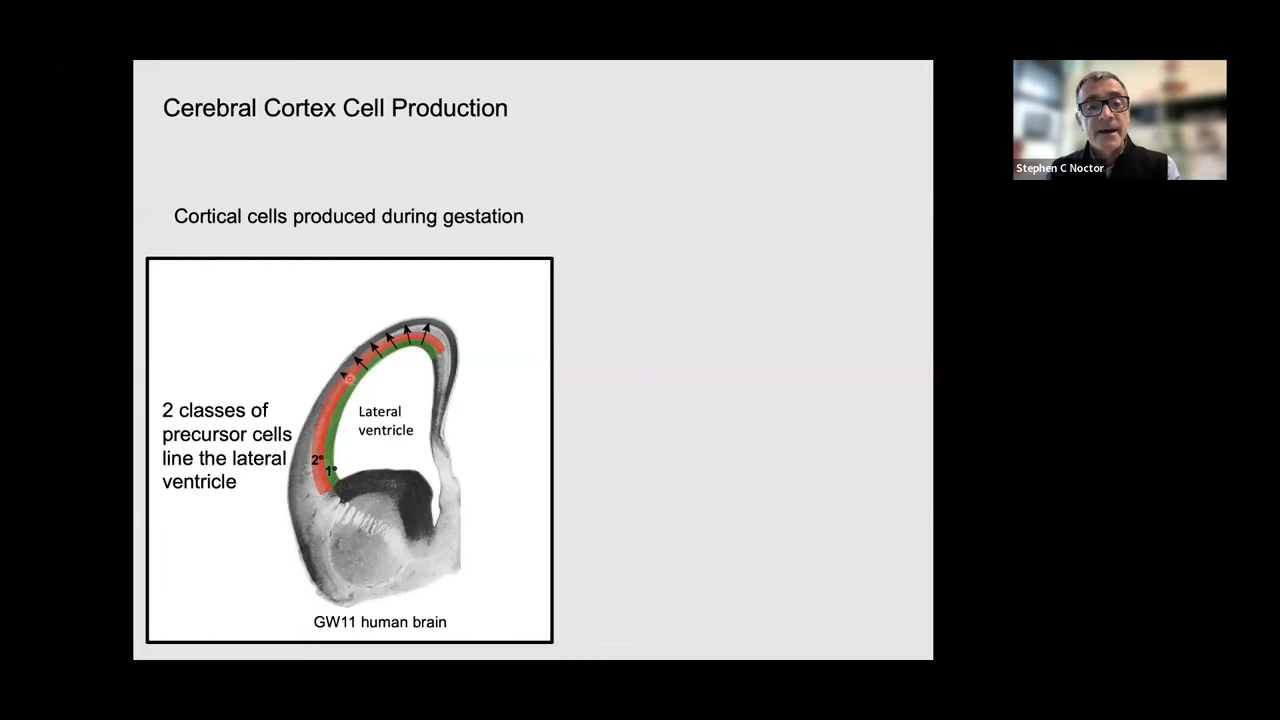 Cerebral Cortex Cell Production
Stephen C Noctor
Cortical cells produced during gestation
Lateral
ventricle
2 classes of
precursor cells
line the lateral
ventricle
2°
1°
GW11 human brain